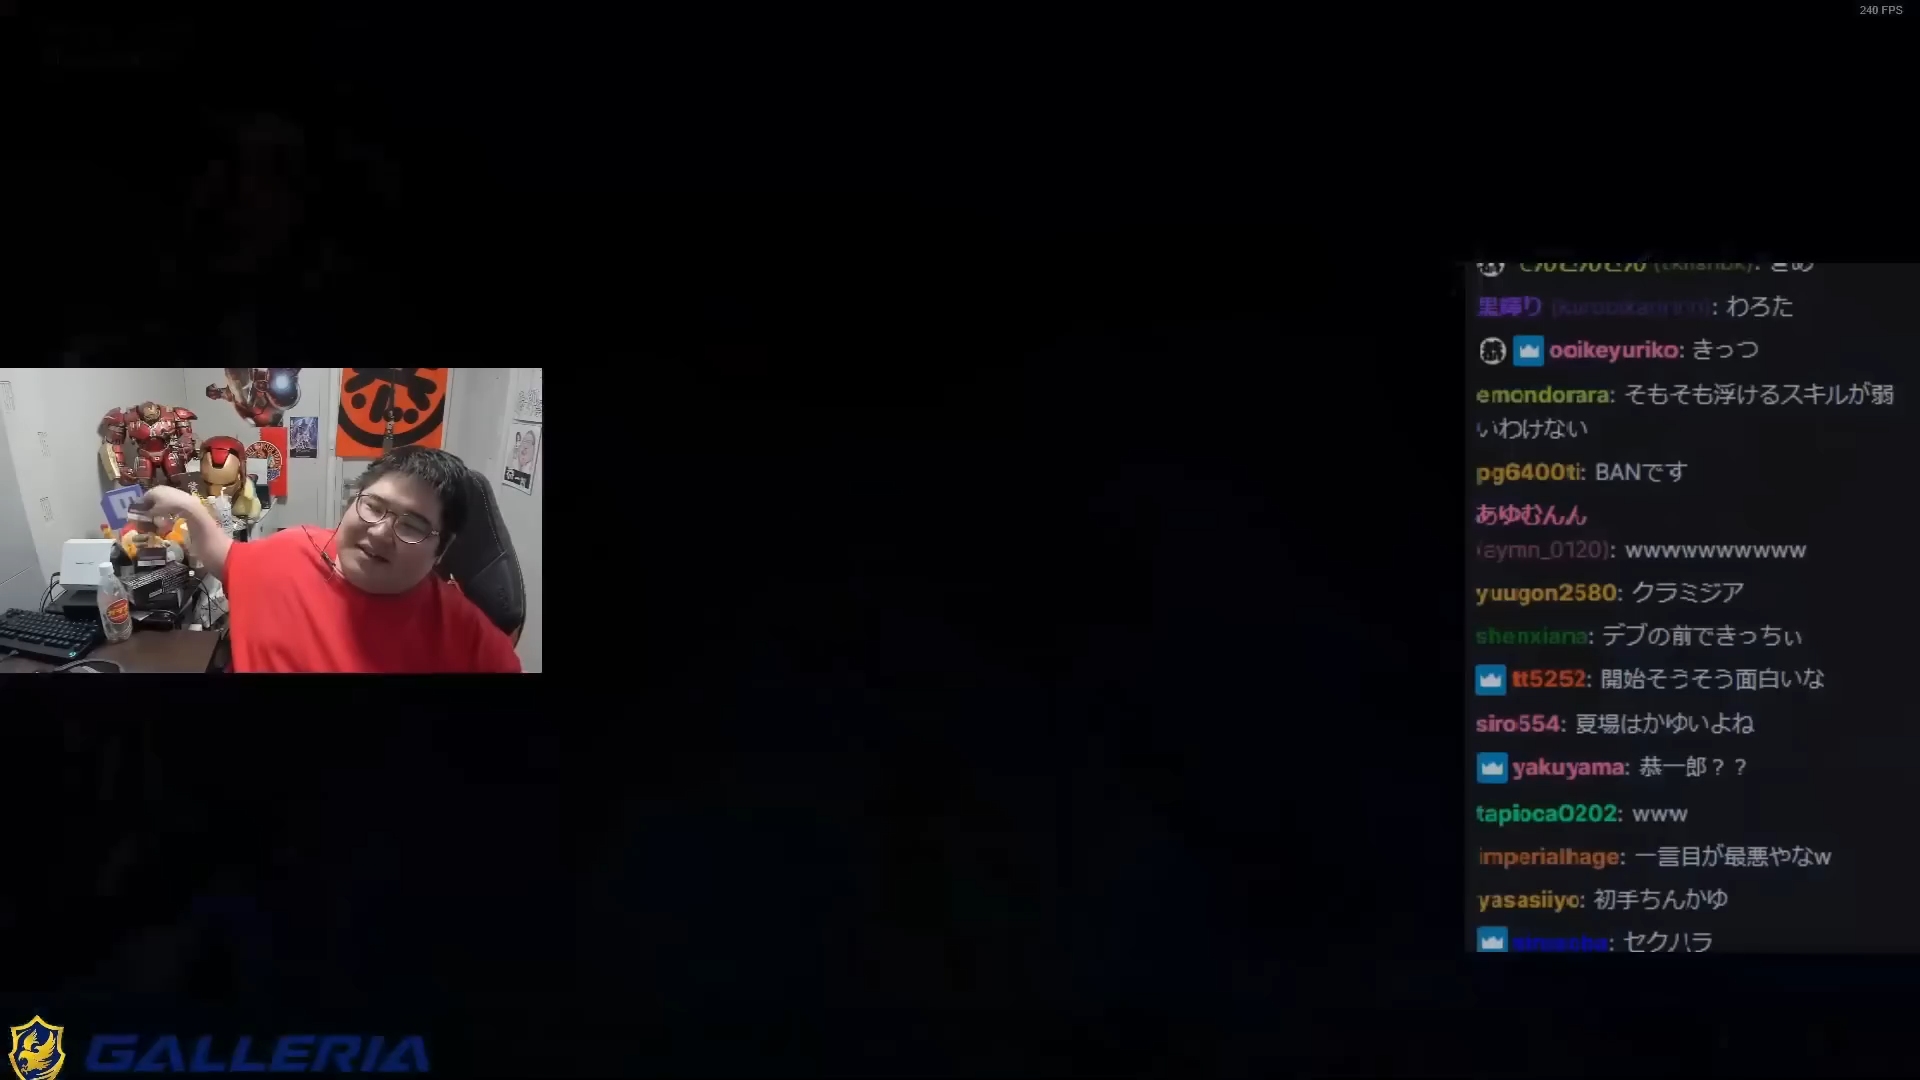 240 FPS
黒輝り: わろた
ooikeyuriko: きっつ
emondorara: そもそも浮けるスキルが弱
いわけない
pg6400ti: BANです
あゆむんん
(aymn_0120): wwwwwwwwww
yuugon2580: クラミジア
shenxiana: デブの前できっちぃ
tt5252: 開始そうそう面白いな
siro554: 夏場はかゆいよね
yakuyama: 恭一郎？？
tapioca0202: www
imperialhage: 一言目が最悪やなw
yasasiiyo: 初手ちんかゆ
: セクハラ
GALLERIA